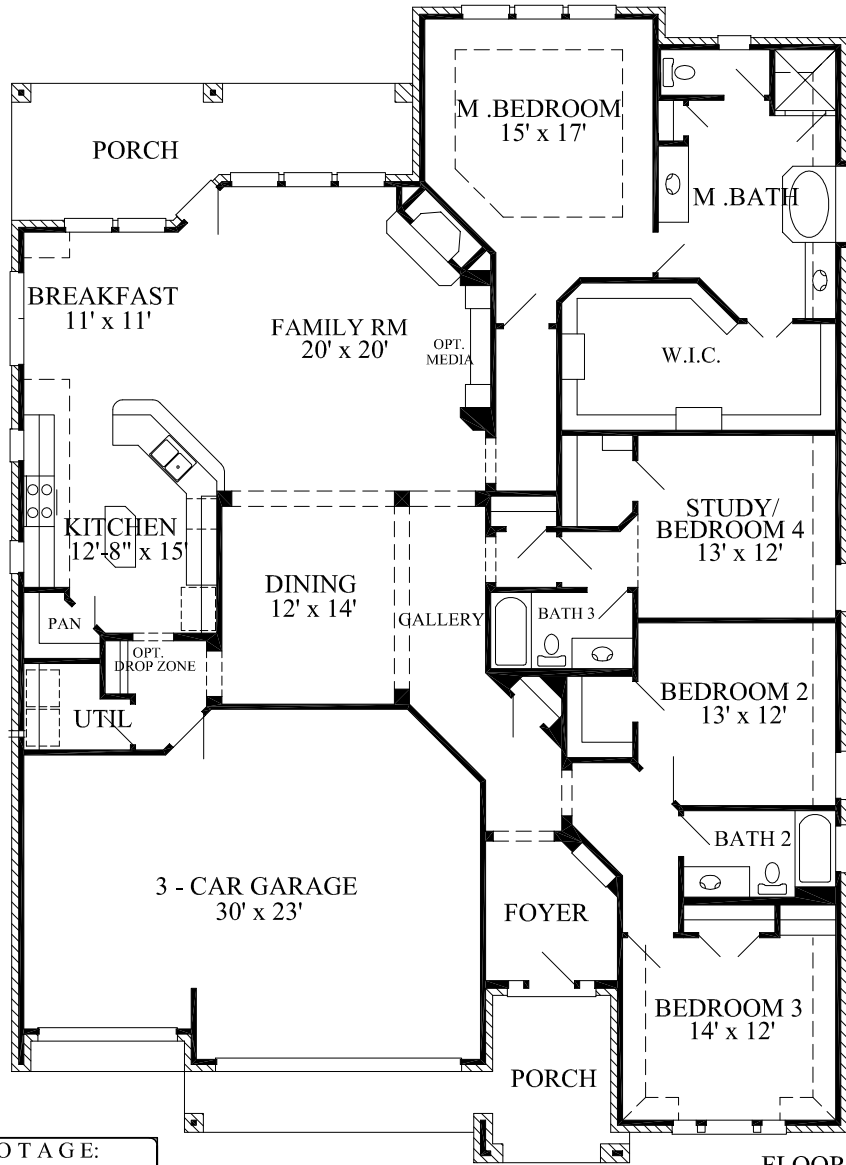 M .BEDROOM
15' x 17'
PORCH
M .BATH
BREAKFAST
11' x 11'
FAMILY RM
20' x 20'
OPT.
MEDIA
W.I.C.
STUDY/
BEDROOM 4
13' x 12'
KITCHEN
12'-8" x 15'
DINING
12' x 14'
GALLERY
BATH 3
PAN
OPT.
DROP ZONE
UTIL
BEDROOM 2
13' x 12'
BATH 2
3 - CAR GARAGE
30' x 23'
FOYER
BEDROOM 3
14' x 12'
PORCH
OTAGE:
FLOOR